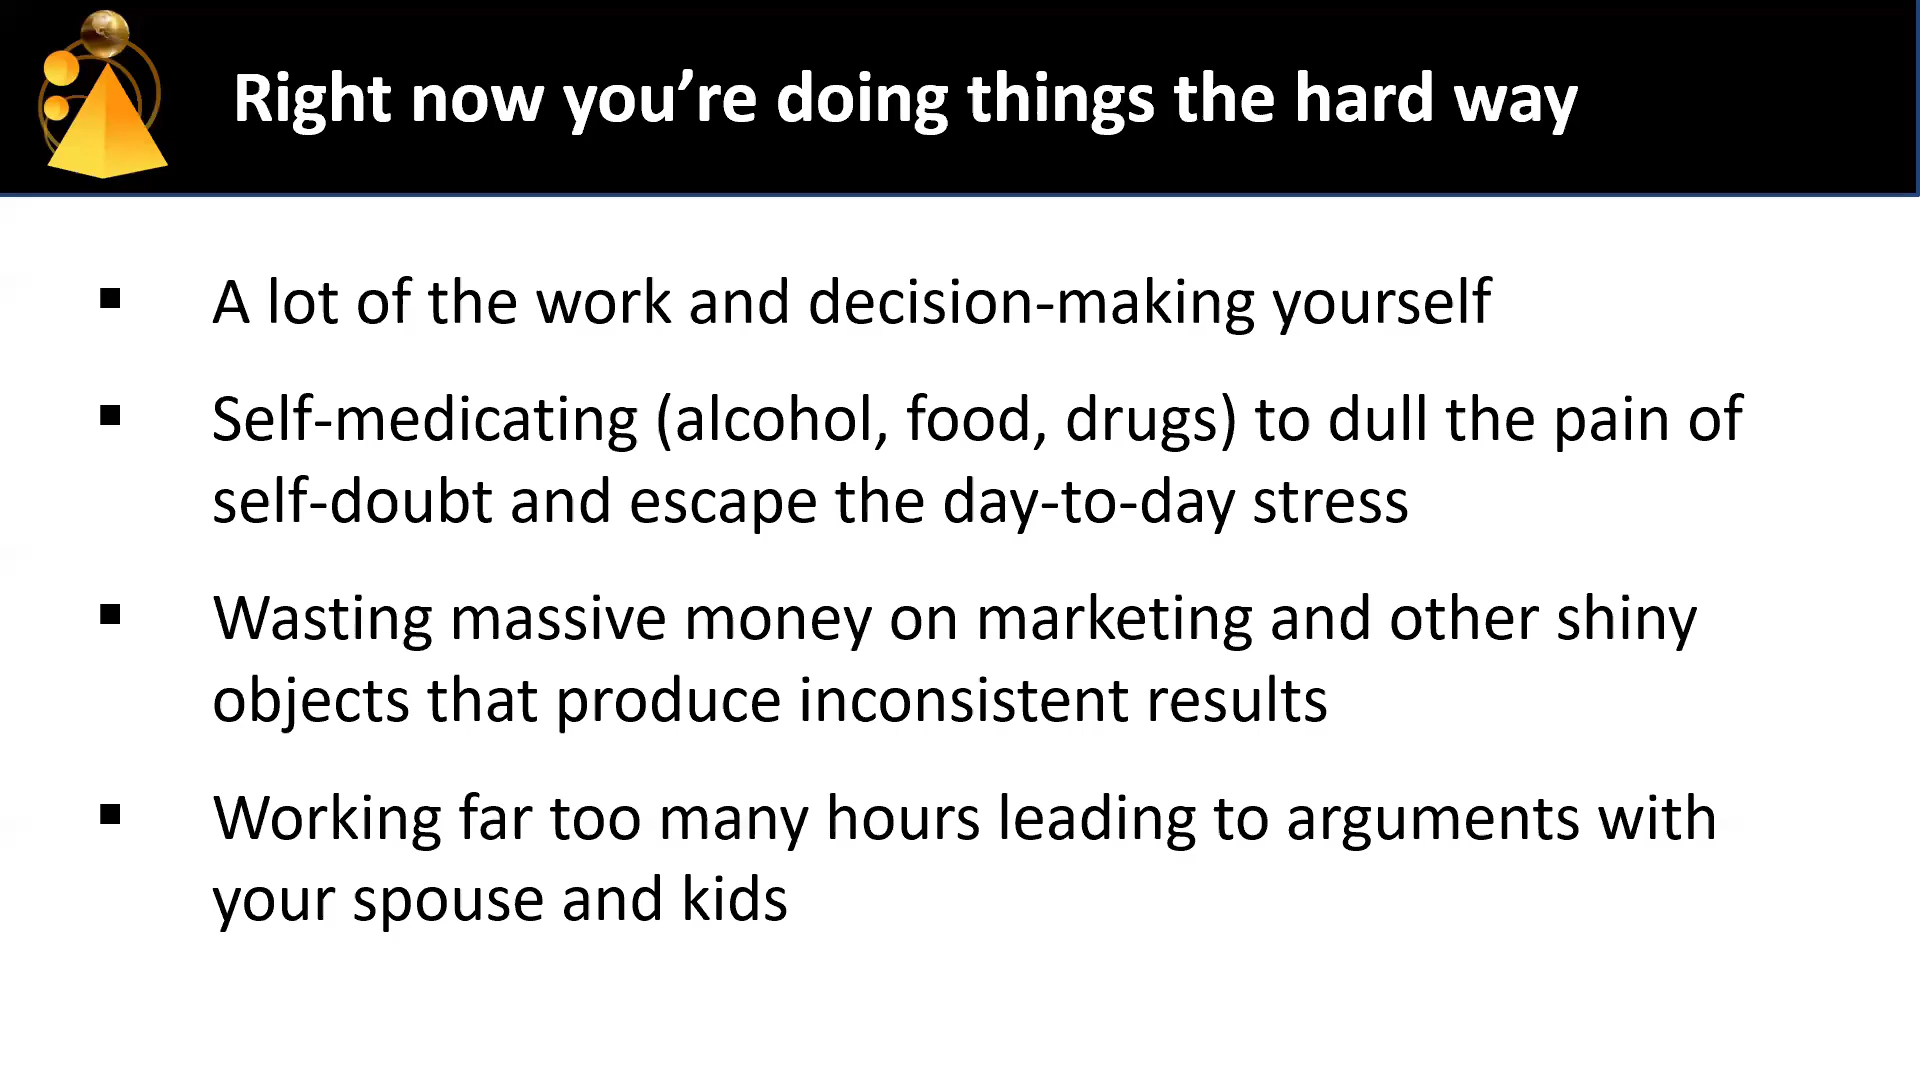 Right now you’re doing things the hard way
▪ A lot of the work and decision-making yourself
▪ Self-medicating (alcohol, food, drugs) to dull the pain of
self-doubt and escape the day-to-day stress
▪ Wasting massive money on marketing and other shiny
objects that produce inconsistent results
▪ Working far too many hours leading to arguments with
your spouse and kids